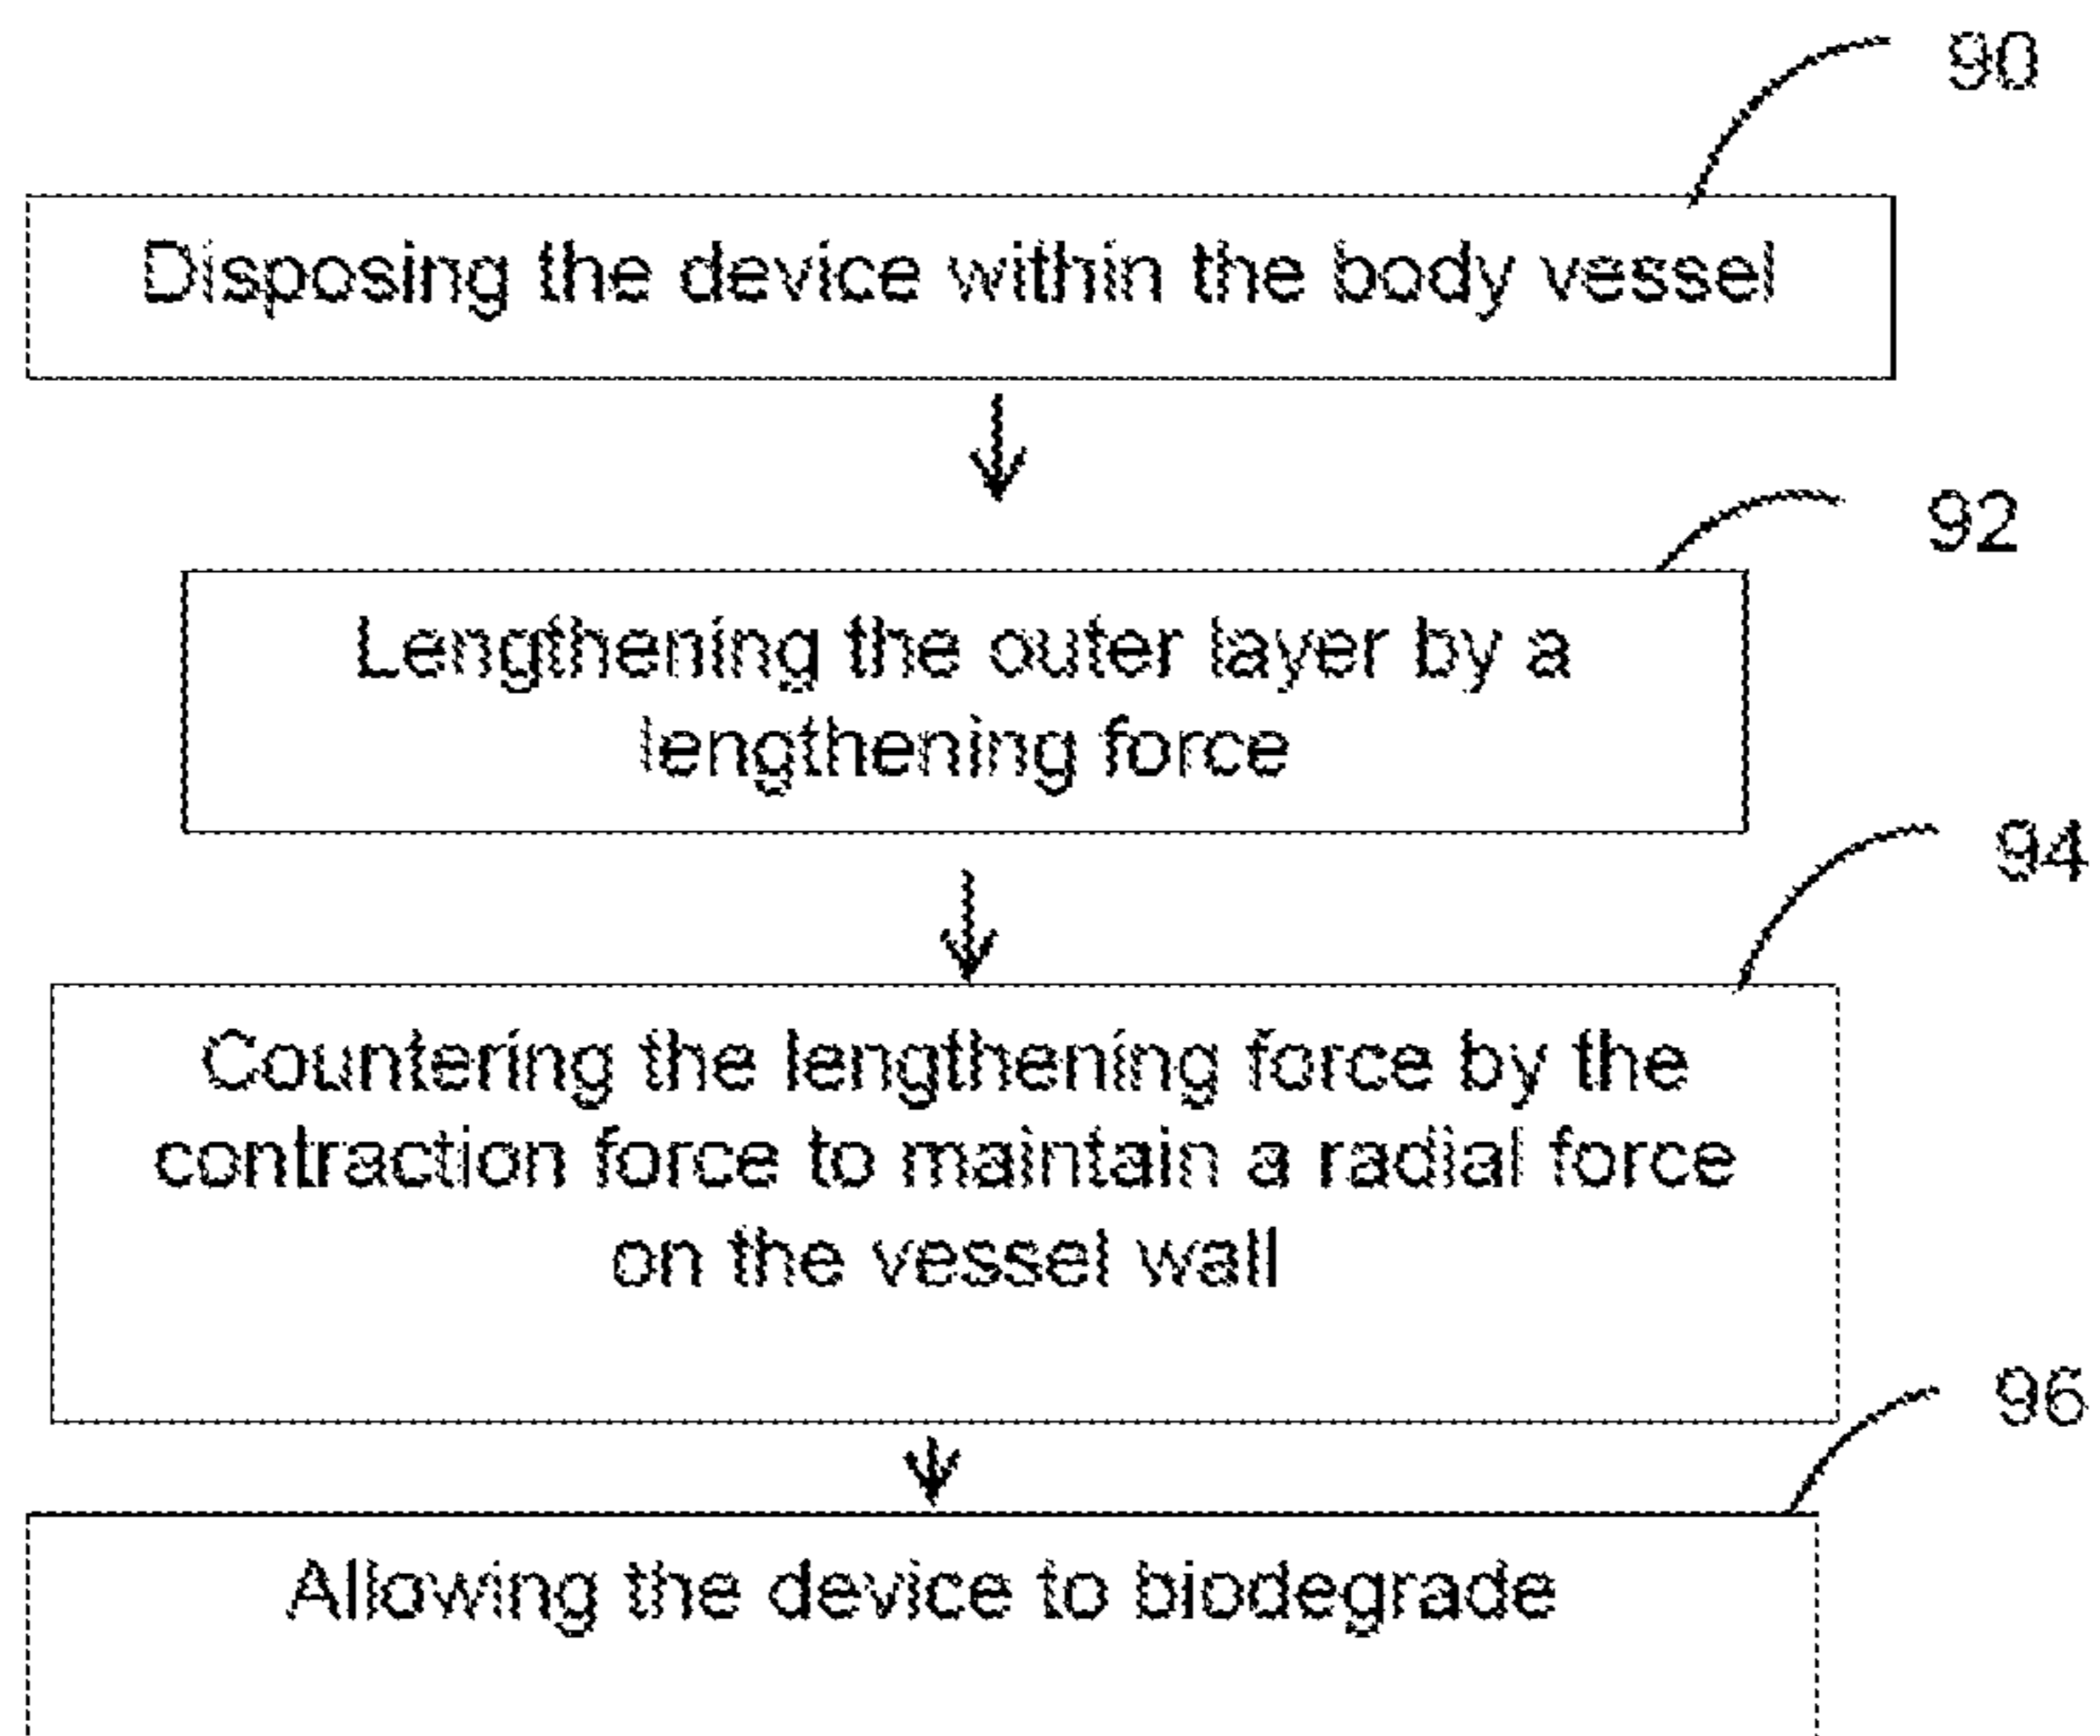 90
Disposing the device within the body vessel
92
Lengthening the outer layer by a
lengthening force
94
Countering the lengthening force by the
contraction force to maintain a radial force
on the vessel wall
96
Allowing the device to biodegrade